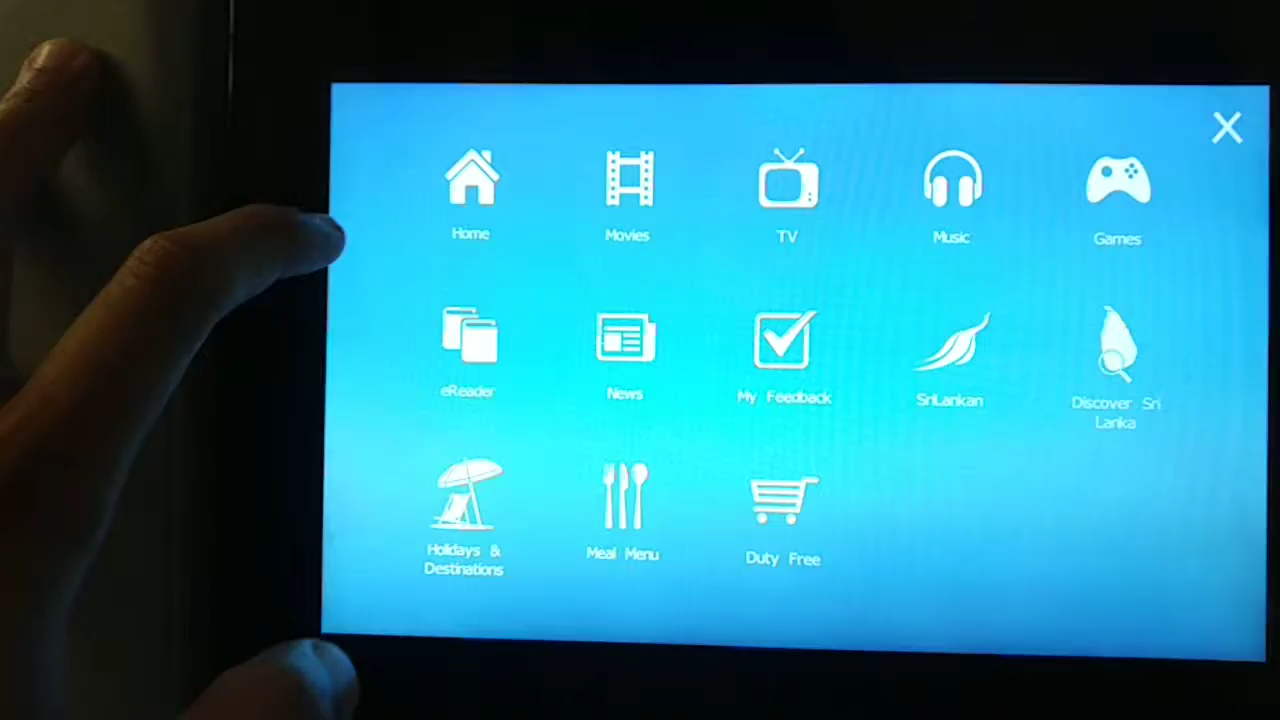 Home
Movies
TV
Music
Games
eReader
News
My Feedback
SriLankan
Discover Sri
Lanka
Holidays &
Destinations
Meal Menu
Duty Free